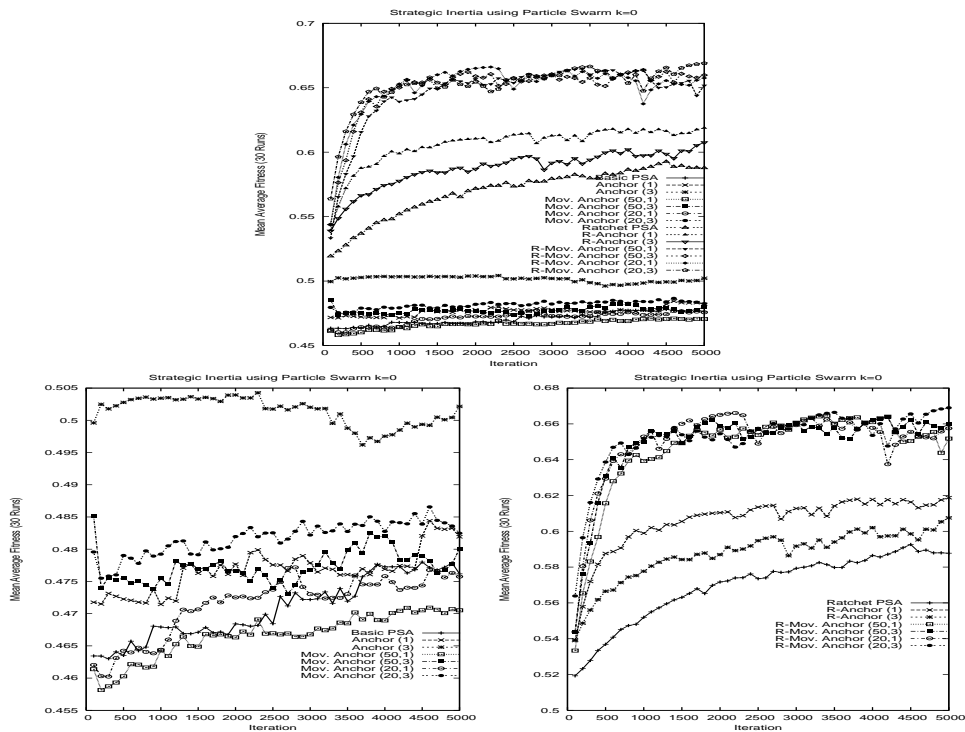 Strategic Inertia using Particle Swarm k=0
Mean Average Fitness (30 Runs)
0.7
0.65
0.6
0.55
0.5
0.45
0 500 1000 1500 2000 2500 3000 3500 4000 4500 5000
Iteration
Basic PSA
Anchor (1)
Anchor (3)
Mov. Anchor (50,1)
Mov. Anchor (50,3)
Mov. Anchor (20,1)
Mov. Anchor (20,3)
Ratchet PSA
R-Anchor (1)
R-Anchor (3)
R-Mov. Anchor (50,1)
R-Mov. Anchor (50,3)
R-Mov. Anchor (20,1)
R-Mov. Anchor (20,3)
Strategic Inertia using Particle Swarm k=0
Mean Average Fitness (30 Runs)
0.505
0.5
0.495
0.49
0.485
0.48
0.475
0.47
0.465
0.46
0.455
0 500 1000 1500 2000 2500 3000 3500 4000 4500 5000
Iteration
Basic PSA
Anchor (1)
Anchor (3)
Mov. Anchor (50,1)
Mov. Anchor (50,3)
Mov. Anchor (20,1)
Mov. Anchor (20,3)
Strategic Inertia using Particle Swarm k=0
Mean Average Fitness (30 Runs)
0.68
0.66
0.64
0.62
0.6
0.58
0.56
0.54
0.52
0.5
0 500 1000 1500 2000 2500 3000 3500 4000 4500 5000
Iteration
Ratchet PSA
R-Anchor (1)
R-Anchor (3)
R-Mov. Anchor (50,1)
R-Mov. Anchor (50,3)
R-Mov. Anchor (20,1)
R-Mov. Anchor (20,3)